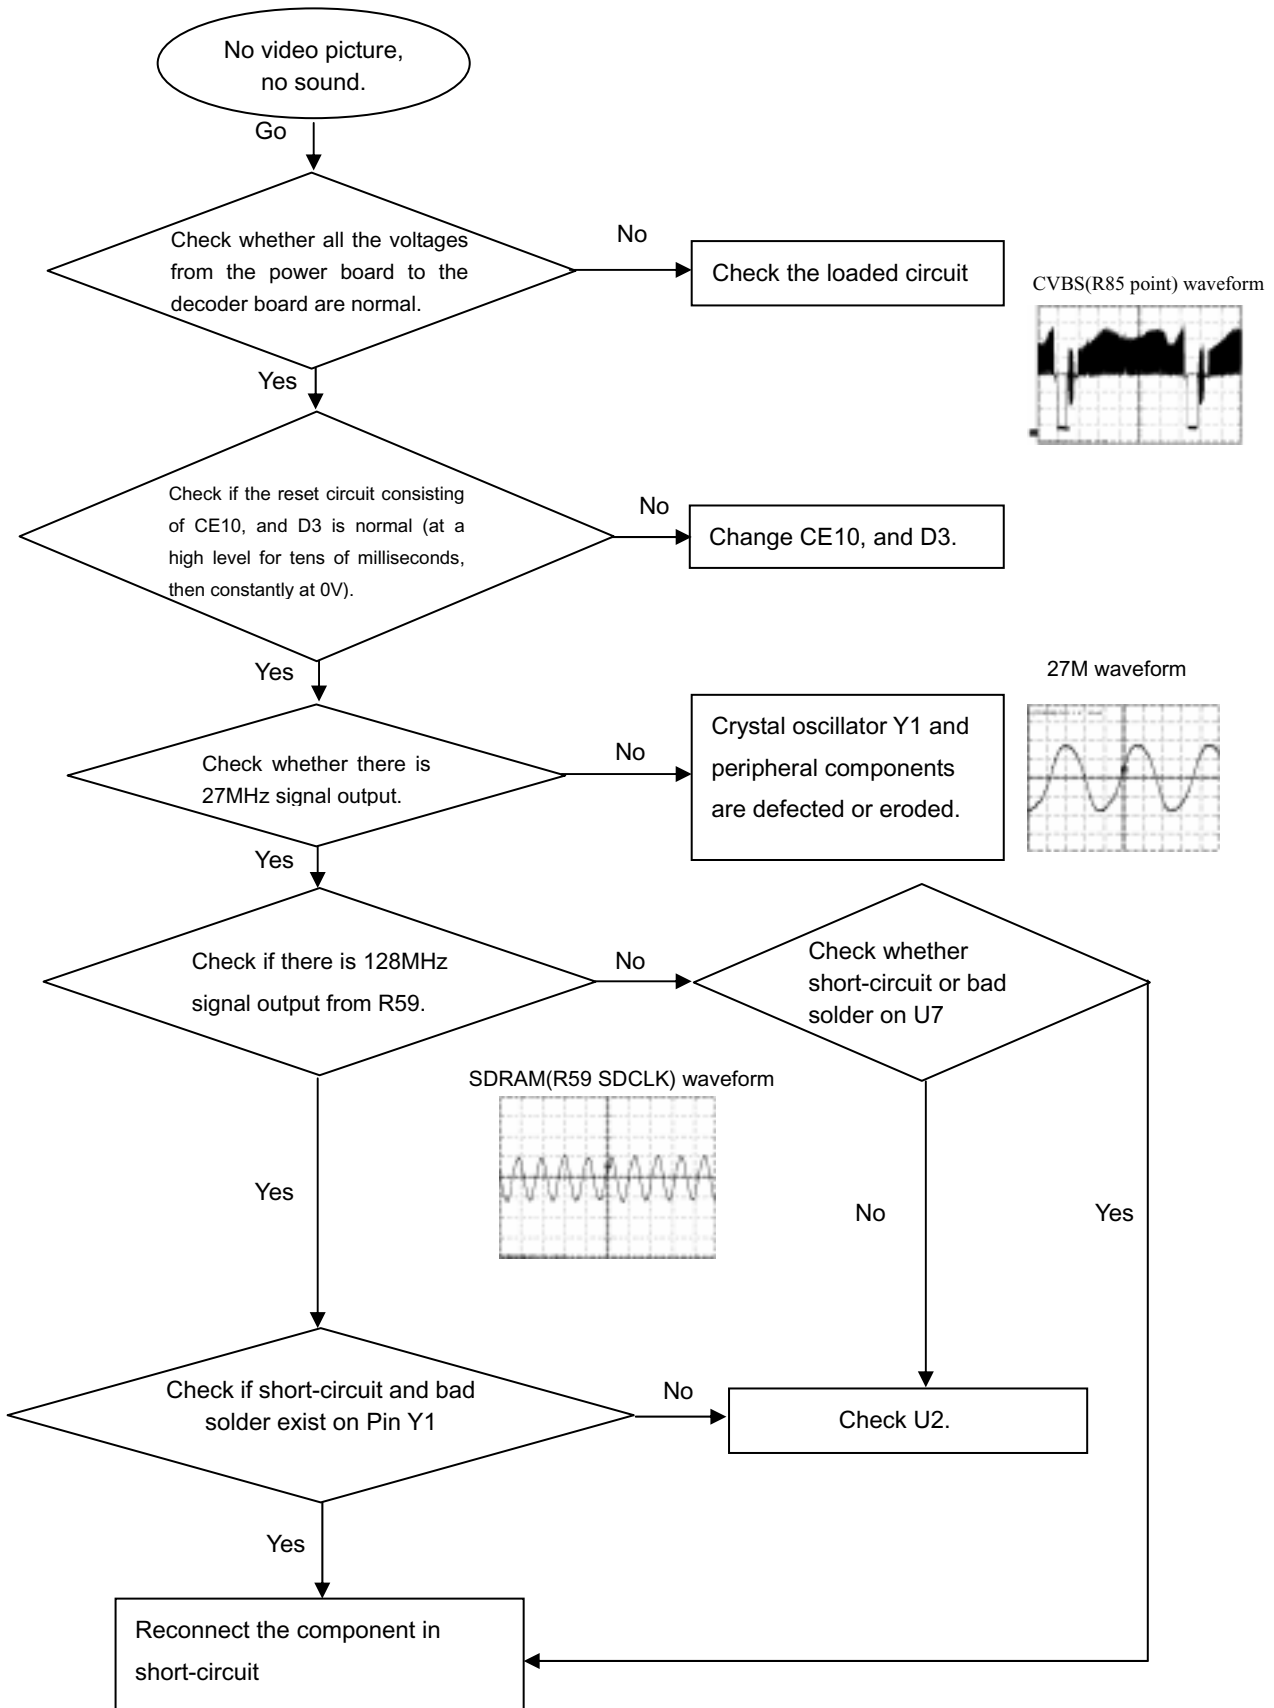 No video picture,
no sound.
Go
Check whether all the voltages
from the power board to the
decoder board are normal.
No
Check the loaded circuit
CVBS(R85 point) waveform
Yes
Check if the reset circuit consisting
of CE10, and D3 is normal (at a
high level for tens of milliseconds,
then constantly at 0V).
No
Change CE10, and D3.
Yes
27M waveform
Check whether there is
27MHz signal output.
No
Crystal oscillator Y1 and
peripheral components
are defected or eroded.
Yes
Check if there is 128MHz
signal output from R59.
No
Check whether
short-circuit or bad
solder on U7
SDRAM(R59 SDCLK) waveform
Yes
No
Yes
Check if short-circuit and bad
solder exist on Pin Y1
No
Check U2.
Yes
Reconnect the component in
short-circuit